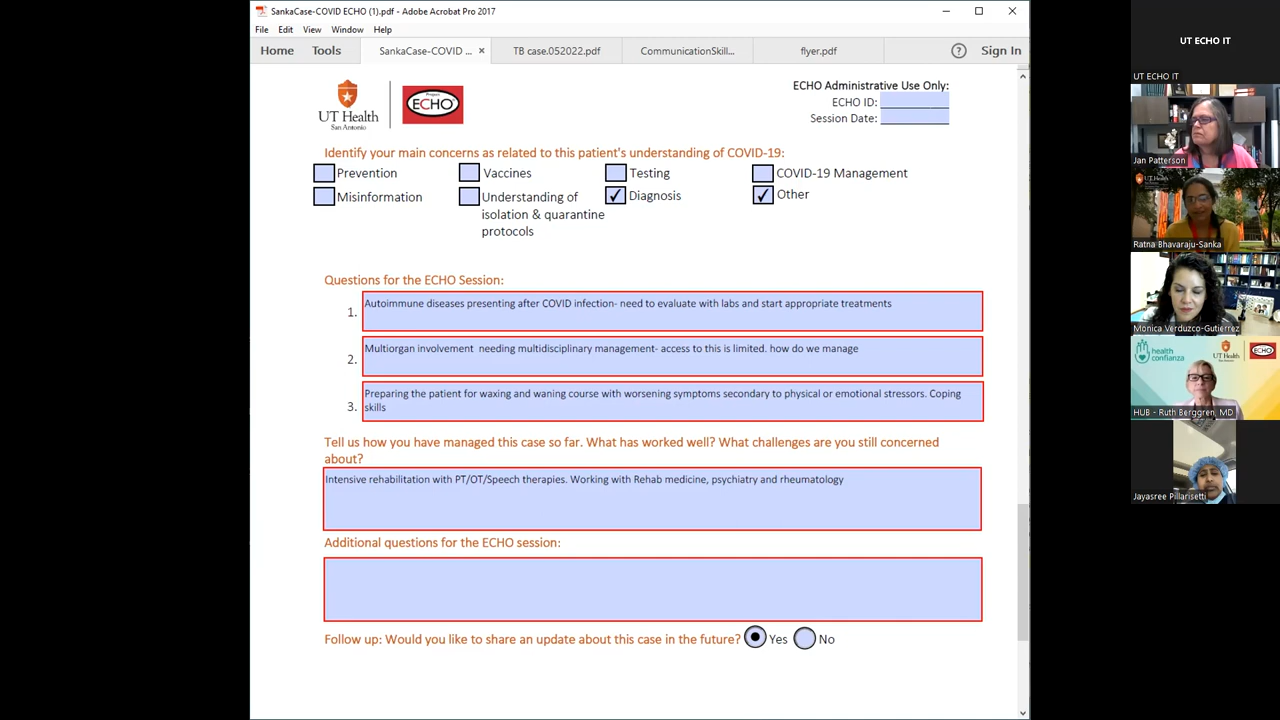 SankaCase-COVID ECHO (1).pdf - Adobe Acrobat Pro 2017
File Edit View Window Help
Home Tools SankaCase-COVID ... × TB case.052022.pdf CommunicationSkill... flyer.pdf ? Sign In
UT Health
San Antonio
Project
ECHO
ECHO Administrative Use Only:
ECHO ID:
Session Date:
Identify your main concerns as related to this patient's understanding of COVID-19:
Prevention Vaccines Testing COVID-19 Management
Misinformation Understanding of isolation & quarantine protocols Diagnosis Other
Questions for the ECHO Session:
1. Autoimmune diseases presenting after COVID infection- need to evaluate with labs and start appropriate treatments
2. Multiorgan involvement needing multidisciplinary management- access to this is limited. how do we manage
3. Preparing the patient for waxing and waning course with worsening symptoms secondary to physical or emotional stressors. Coping
skills
Tell us how you have managed this case so far. What has worked well? What challenges are you still concerned
about?
Intensive rehabilitation with PT/OT/Speech therapies. Working with Rehab medicine, psychiatry and rheumatology
Additional questions for the ECHO session:
Follow up: Would you like to share an update about this case in the future? Yes No
UT ECHO IT
UT ECHO IT
Jan Patterson
Ratna Bhavaraju-Sanka
Monica Verduzco-Gutierrez
health
confianza
UT Health
ECHO
HUB - Ruth Berggren, MD
Jayasree Pillarisetti